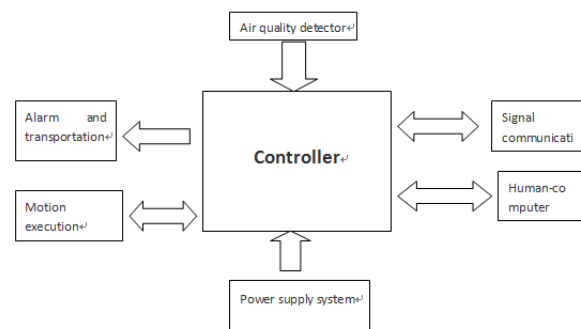 Air quality detector↵
Alarm and
transportation↵
Signal
communicati
Controller↵
Motion
execution↵
Human-co
mputer
Power supply system↵